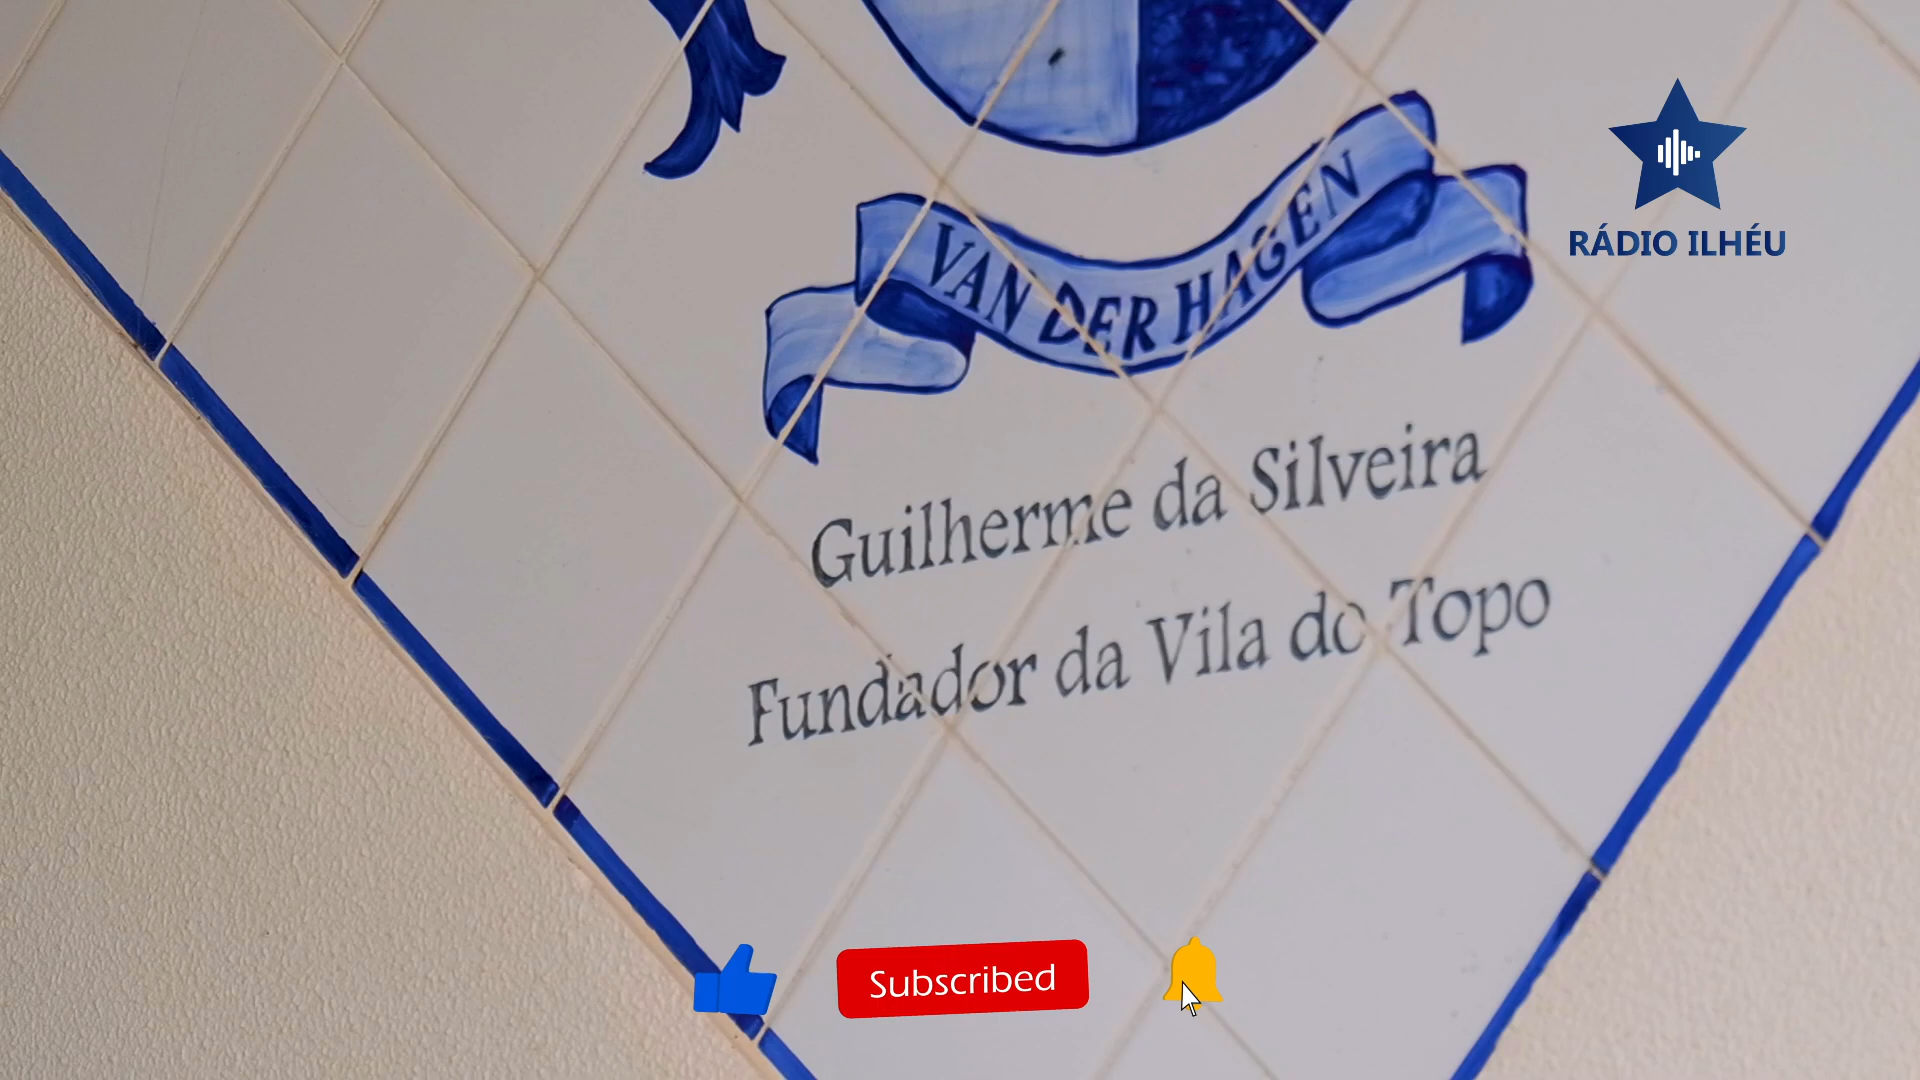 RÁDIO ILHÉU
VAN DER HAGEN
Guilherme da Silveira
Fundador da Vila do Topo
Subscribed